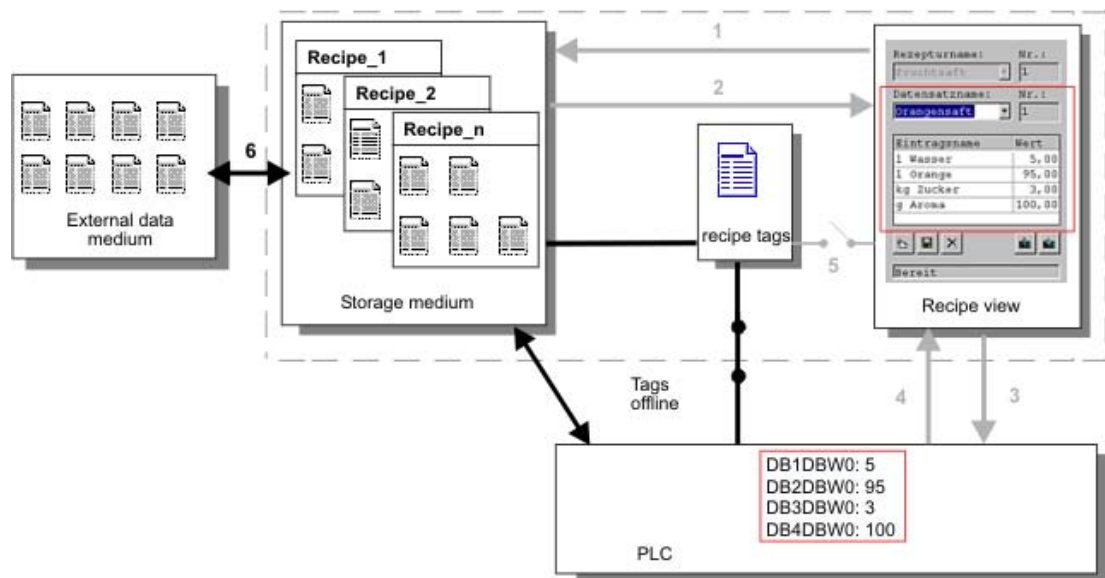 1
Recipe_1
Recipe_2
Recipe_n
2
6
External data
medium
Storage medium
recipe tags
5
Rezepturname:
Nr.:
Fruchtsaft
1
Datensatzname:
Nr.:
Orangensaft
1
Eintragsname
Wert
l Wasser
5,00
l Orange
95,00
kg Zucker
3,00
g Aroma
100,00
Bereit
Recipe view
Tags
offline
4
3
DB1DBW0: 5
DB2DBW0: 95
DB3DBW0: 3
DB4DBW0: 100
PLC